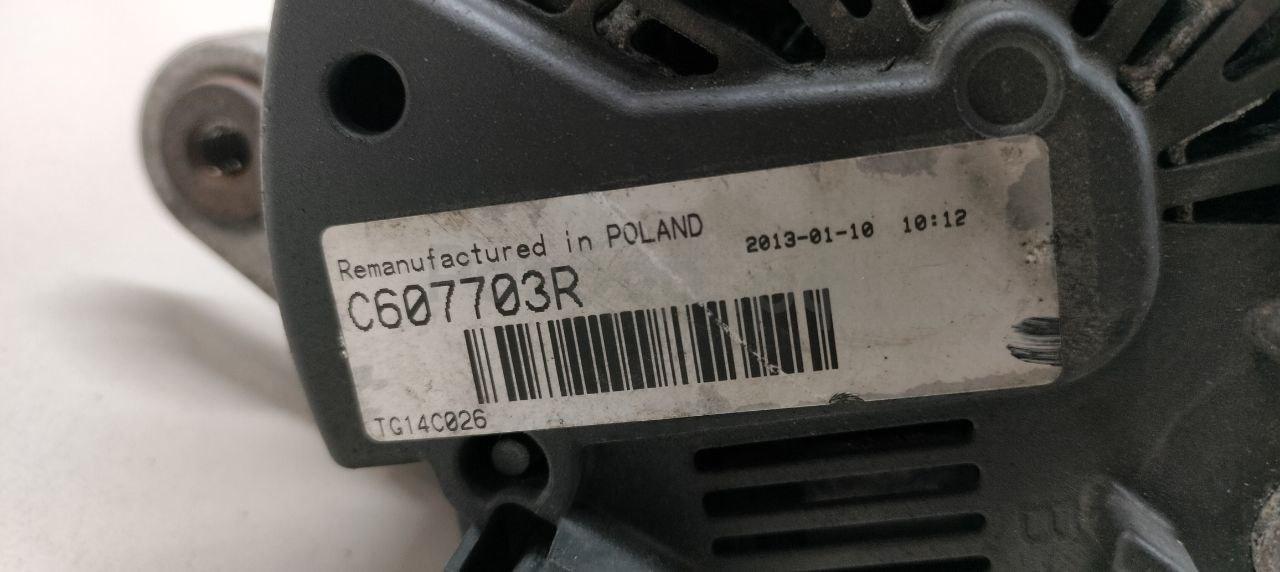 Remanufactured in POLAND 2013-01-10 10:12
C607703R
TG14C026